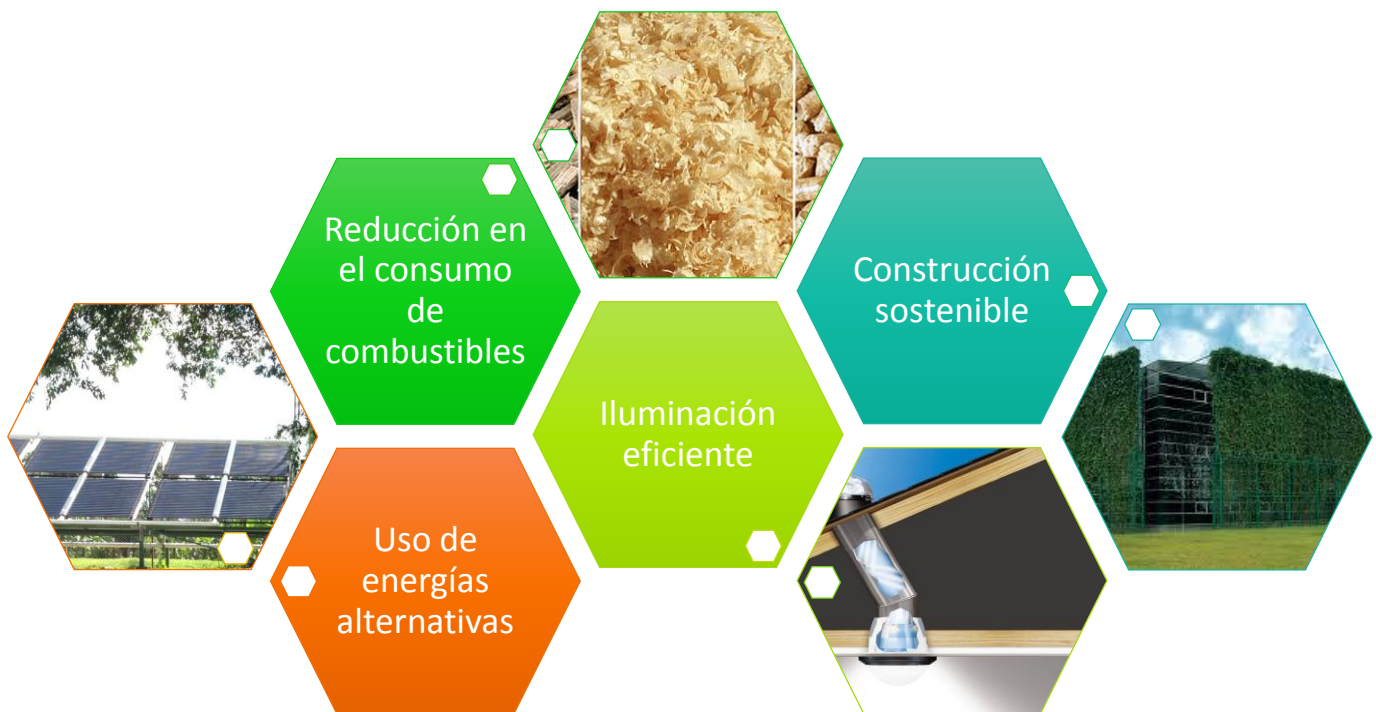 Reducción en
el consumo
de
combustibles
Construcción
sostenible
Iluminación
eficiente
Uso de
energías
alternativas